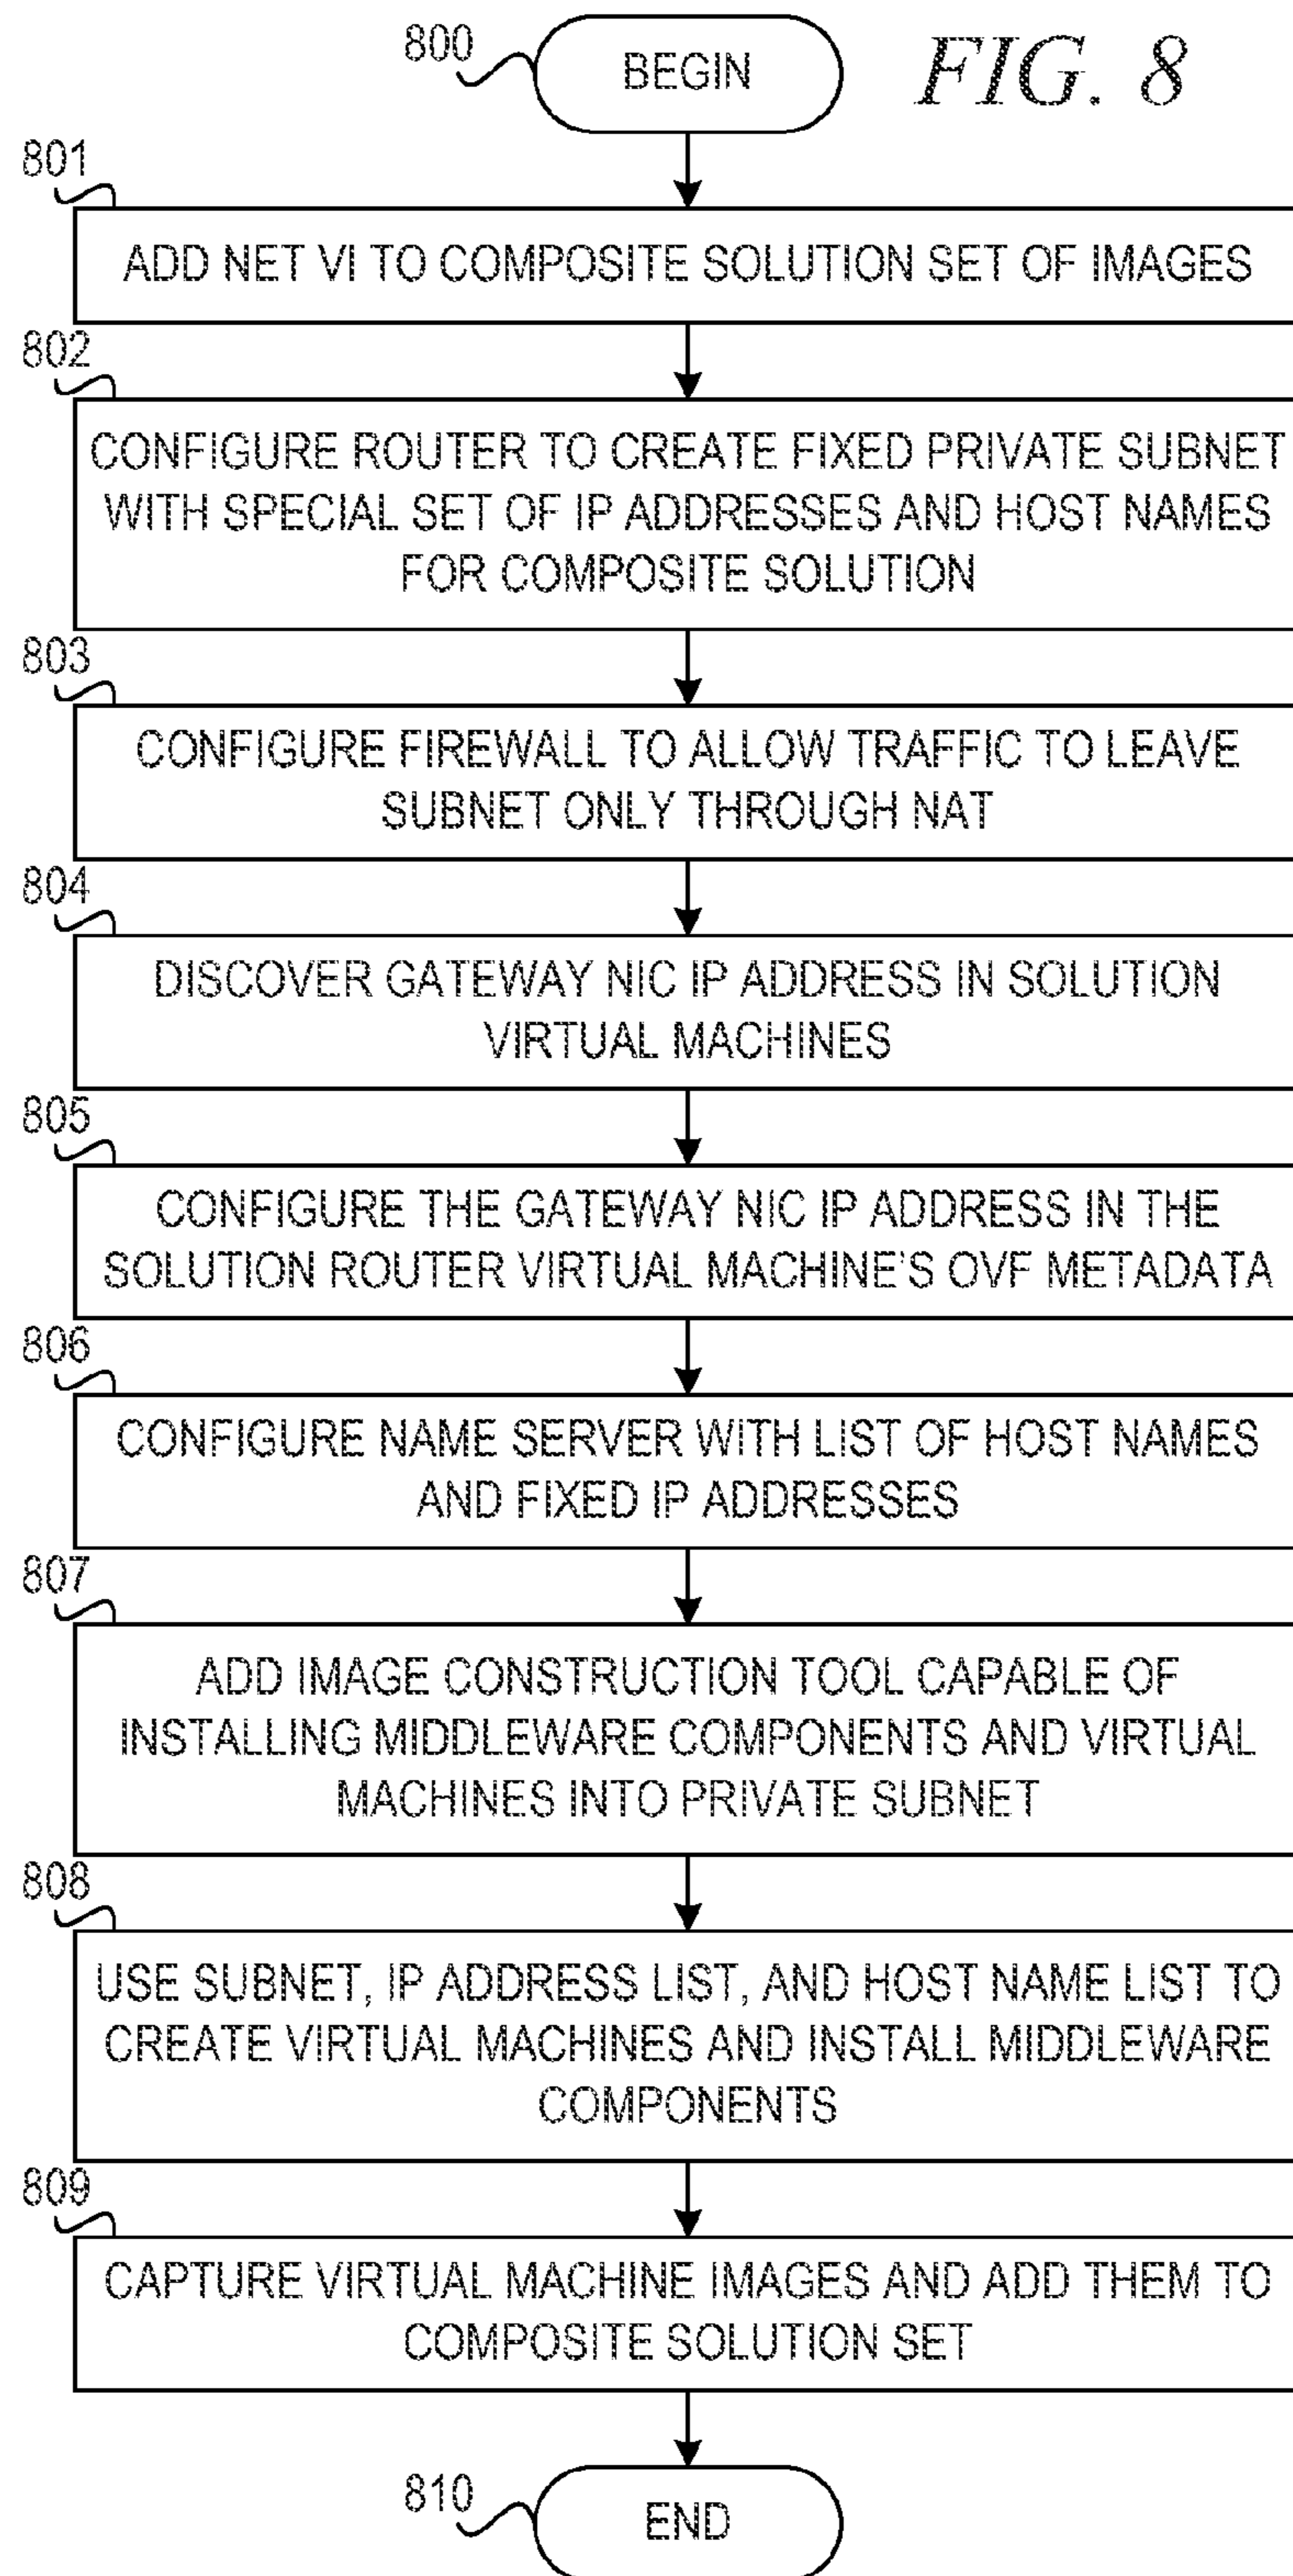 800
BEGIN
FIG. 8
801
ADD NET VI TO COMPOSITE SOLUTION SET OF IMAGES
802
CONFIGURE ROUTER TO CREATE FIXED PRIVATE SUBNET
WITH SPECIAL SET OF IP ADDRESSES AND HOST NAMES
FOR COMPOSITE SOLUTION
803
CONFIGURE FIREWALL TO ALLOW TRAFFIC TO LEAVE
SUBNET ONLY THROUGH NAT
804
DISCOVER GATEWAY NIC IP ADDRESS IN SOLUTION
VIRTUAL MACHINES
805
CONFIGURE THE GATEWAY NIC IP ADDRESS IN THE
SOLUTION ROUTER VIRTUAL MACHINE'S OVF METADATA
806
CONFIGURE NAME SERVER WITH LIST OF HOST NAMES
AND FIXED IP ADDRESSES
807
ADD IMAGE CONSTRUCTION TOOL CAPABLE OF
INSTALLING MIDDLEWARE COMPONENTS AND VIRTUAL
MACHINES INTO PRIVATE SUBNET
808
USE SUBNET, IP ADDRESS LIST, AND HOST NAME LIST TO
CREATE VIRTUAL MACHINES AND INSTALL MIDDLEWARE
COMPONENTS
809
CAPTURE VIRTUAL MACHINE IMAGES AND ADD THEM TO
COMPOSITE SOLUTION SET
810
END